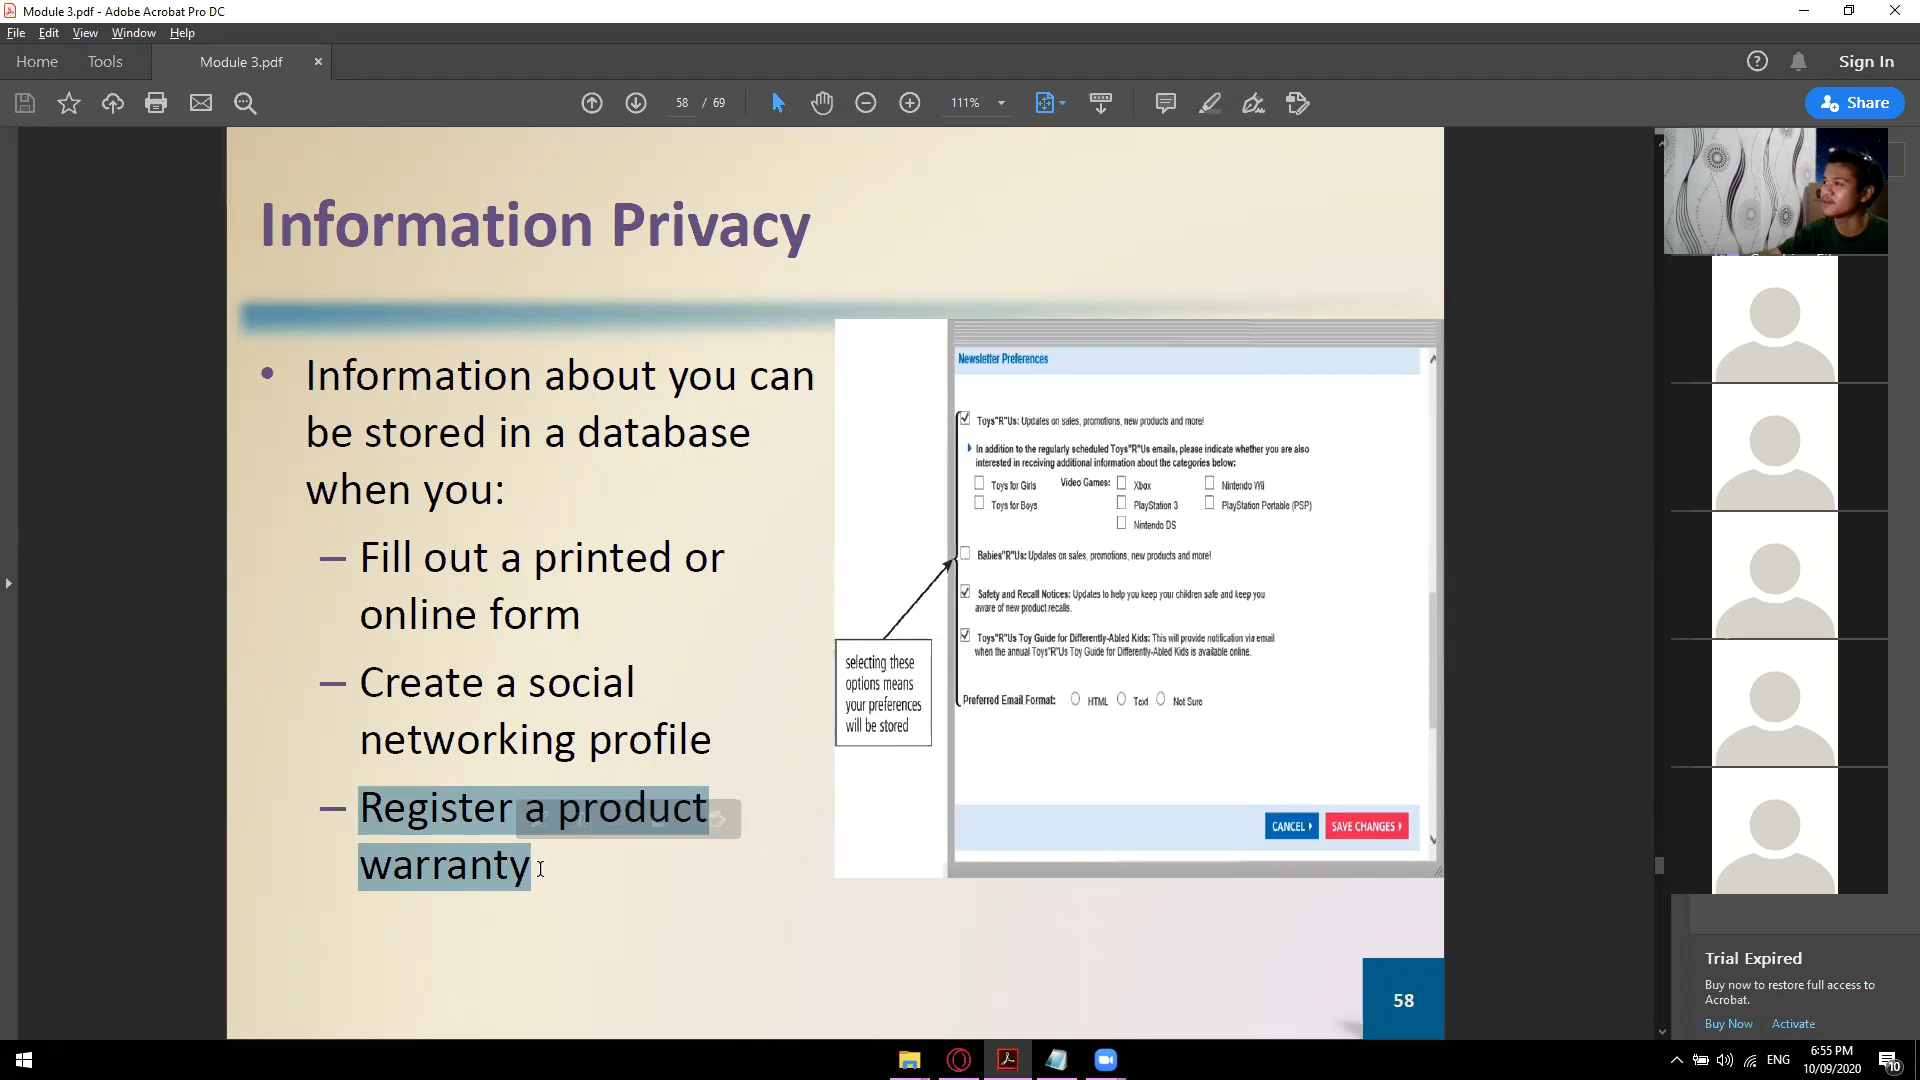 Module 3.pdf - Adobe Acrobat Pro DC
File Edit View Window Help
Home Tools Module 3.pdf × Sign In
58 / 69 111% Share
Information Privacy
• Information about you can
be stored in a database
when you:
– Fill out a printed or
online form
– Create a social
networking profile
– Register a product
warranty
Newsletter Preferences
Toys"R"Us: Updates on sales, promotions, new products and more!
In addition to the regularly scheduled Toys"R"Us emails, please indicate whether you are also
interested in receiving additional information about the categories below:
Toys for Girls Video Games: Xbox Nintendo Wii
Toys for Boys PlayStation 3 PlayStation Portable (PSP)
Nintendo DS
Babies"R"Us: Updates on sales, promotions, new products and more!
Safety and Recall Notices: Updates to help you keep your children safe and keep you
aware of new product recalls.
Toys"R"Us Toy Guide for Differently-Abled Kids: This will provide notification via email
when the annual Toys"R"Us Toy Guide for Differently-Abled Kids is available online.
Preferred Email Format: HTML Text Not Sure
selecting these
options means
your preferences
will be stored
CANCEL SAVE CHANGES
58
Trial Expired
Buy now to restore full access to
Acrobat.
Buy Now Activate
ENG
6:55 PM
10/09/2020
10